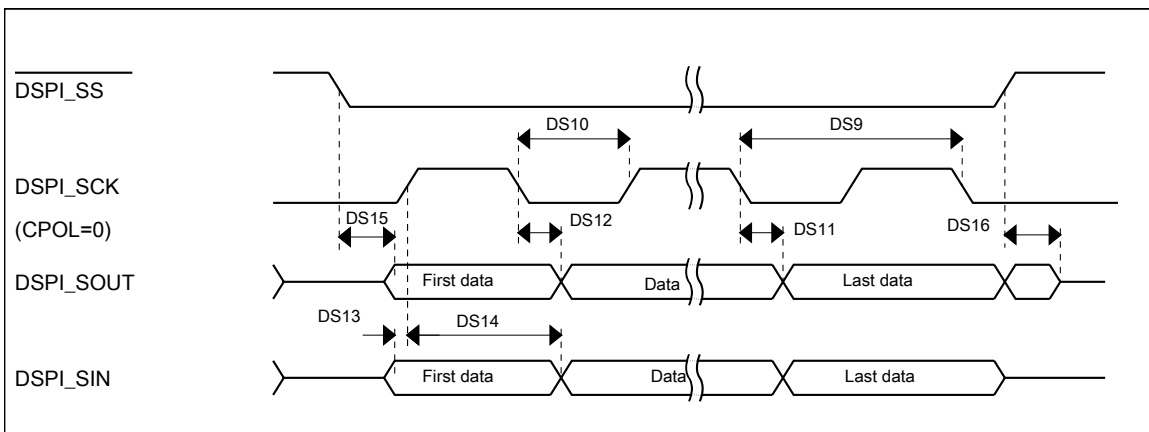 DSPI_SS
DS10
DS9
DSPI_SCK
(CPOL=0)
DS15
DS12
DS11
DS16
DSPI_SOUT
First data
Data
Last data
DS13
DS14
DSPI_SIN
First data
Data
Last data